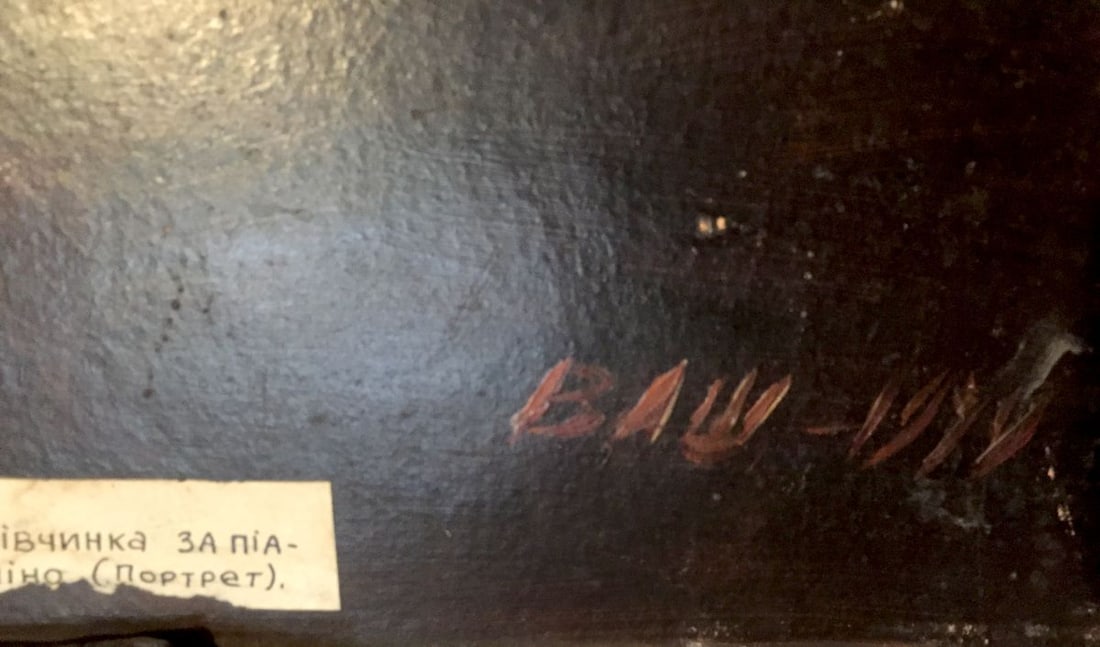 ВАШ
івчинка ЗА ПІА-
ніно (Портрет).